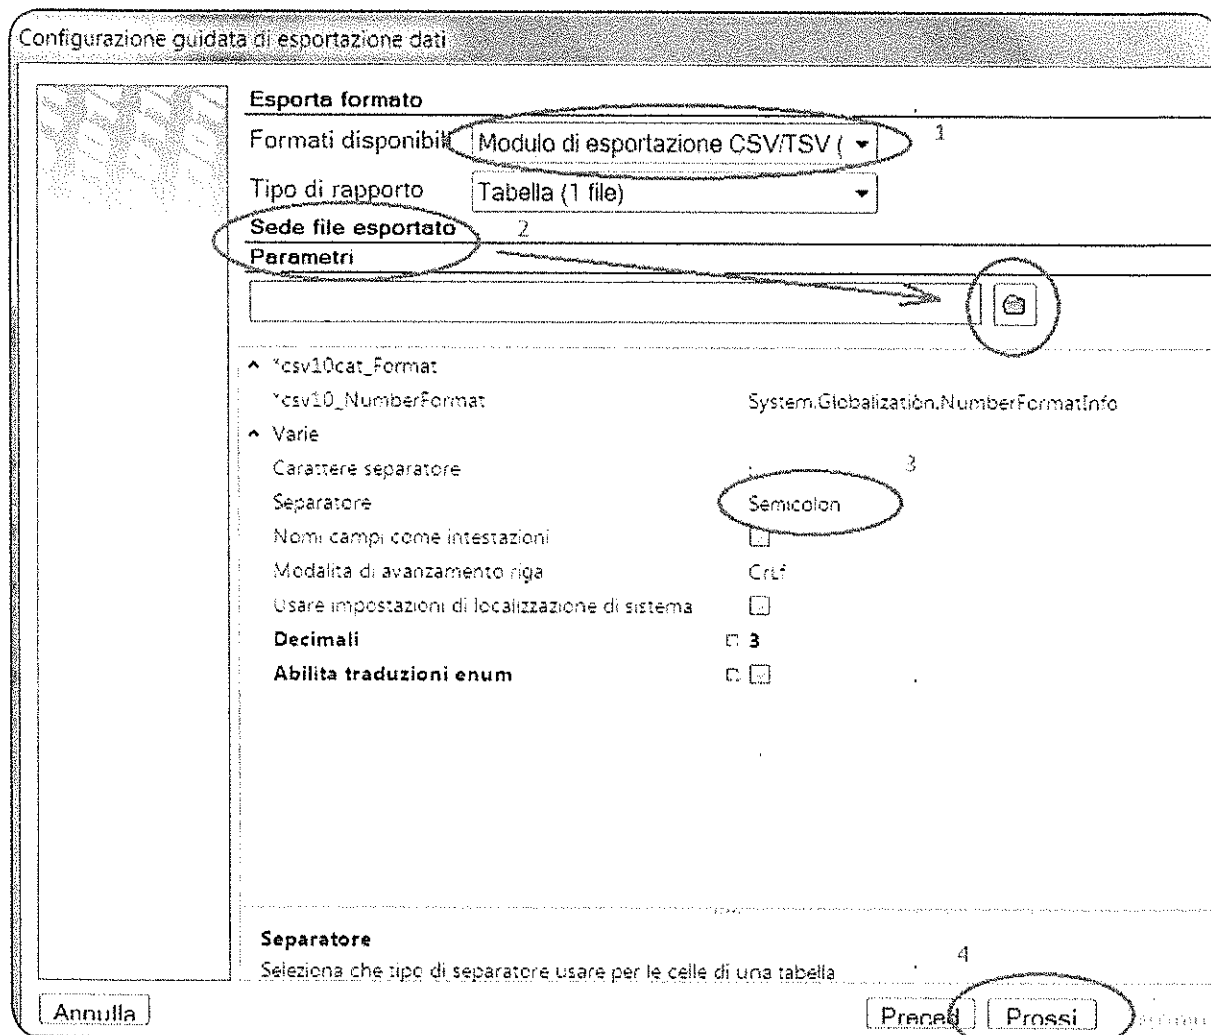 Configurazione guidata di esportazione dati
Esporta formato
Formati disponibil Modulo di esportazione CSV/TSV ( 1
Tipo di rapporto Tabella (1 file)
Sede file esportato 2
Parametri
*csv10cat_Format
*csv10_NumberFormat System.Globalization.NumberFormatInfo
Varie
Carattere separatore 3
Separatore Semicolon
Nomi campi come intestazioni
Modalita di avanzamento riga CrLf
Usare impostazioni di localizzazione di sistema
Decimali 3
Abilita traduzioni enum
Separatore
Seleziona che tipo di separatore usare per le celle di una tabella
4
Annulla Preced Prossi